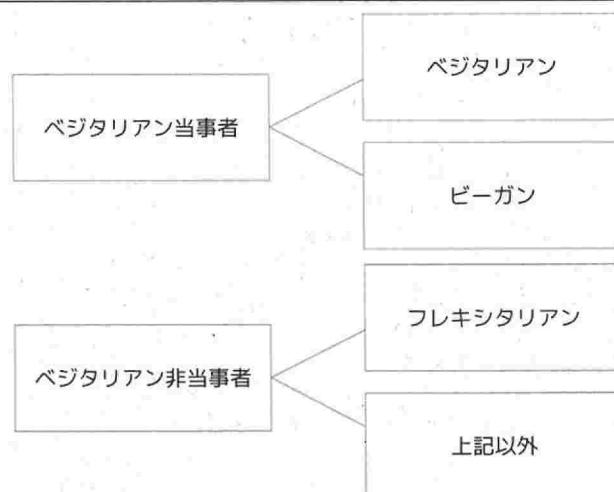 ベジタリアン当事者
ベジタリアン
ビーガン
ベジタリアン非当事者
フレキシタリアン
上記以外